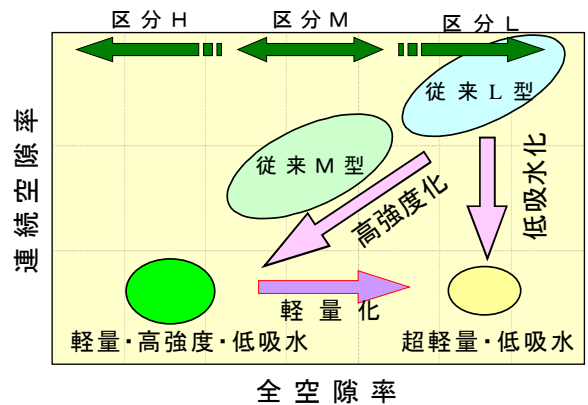 区分H 区分M 区分L
従来L型
従来M型
高強度化
低吸水化
軽量化
軽量・高強度・低吸水 超軽量・低吸水
連続空隙率
全空隙率